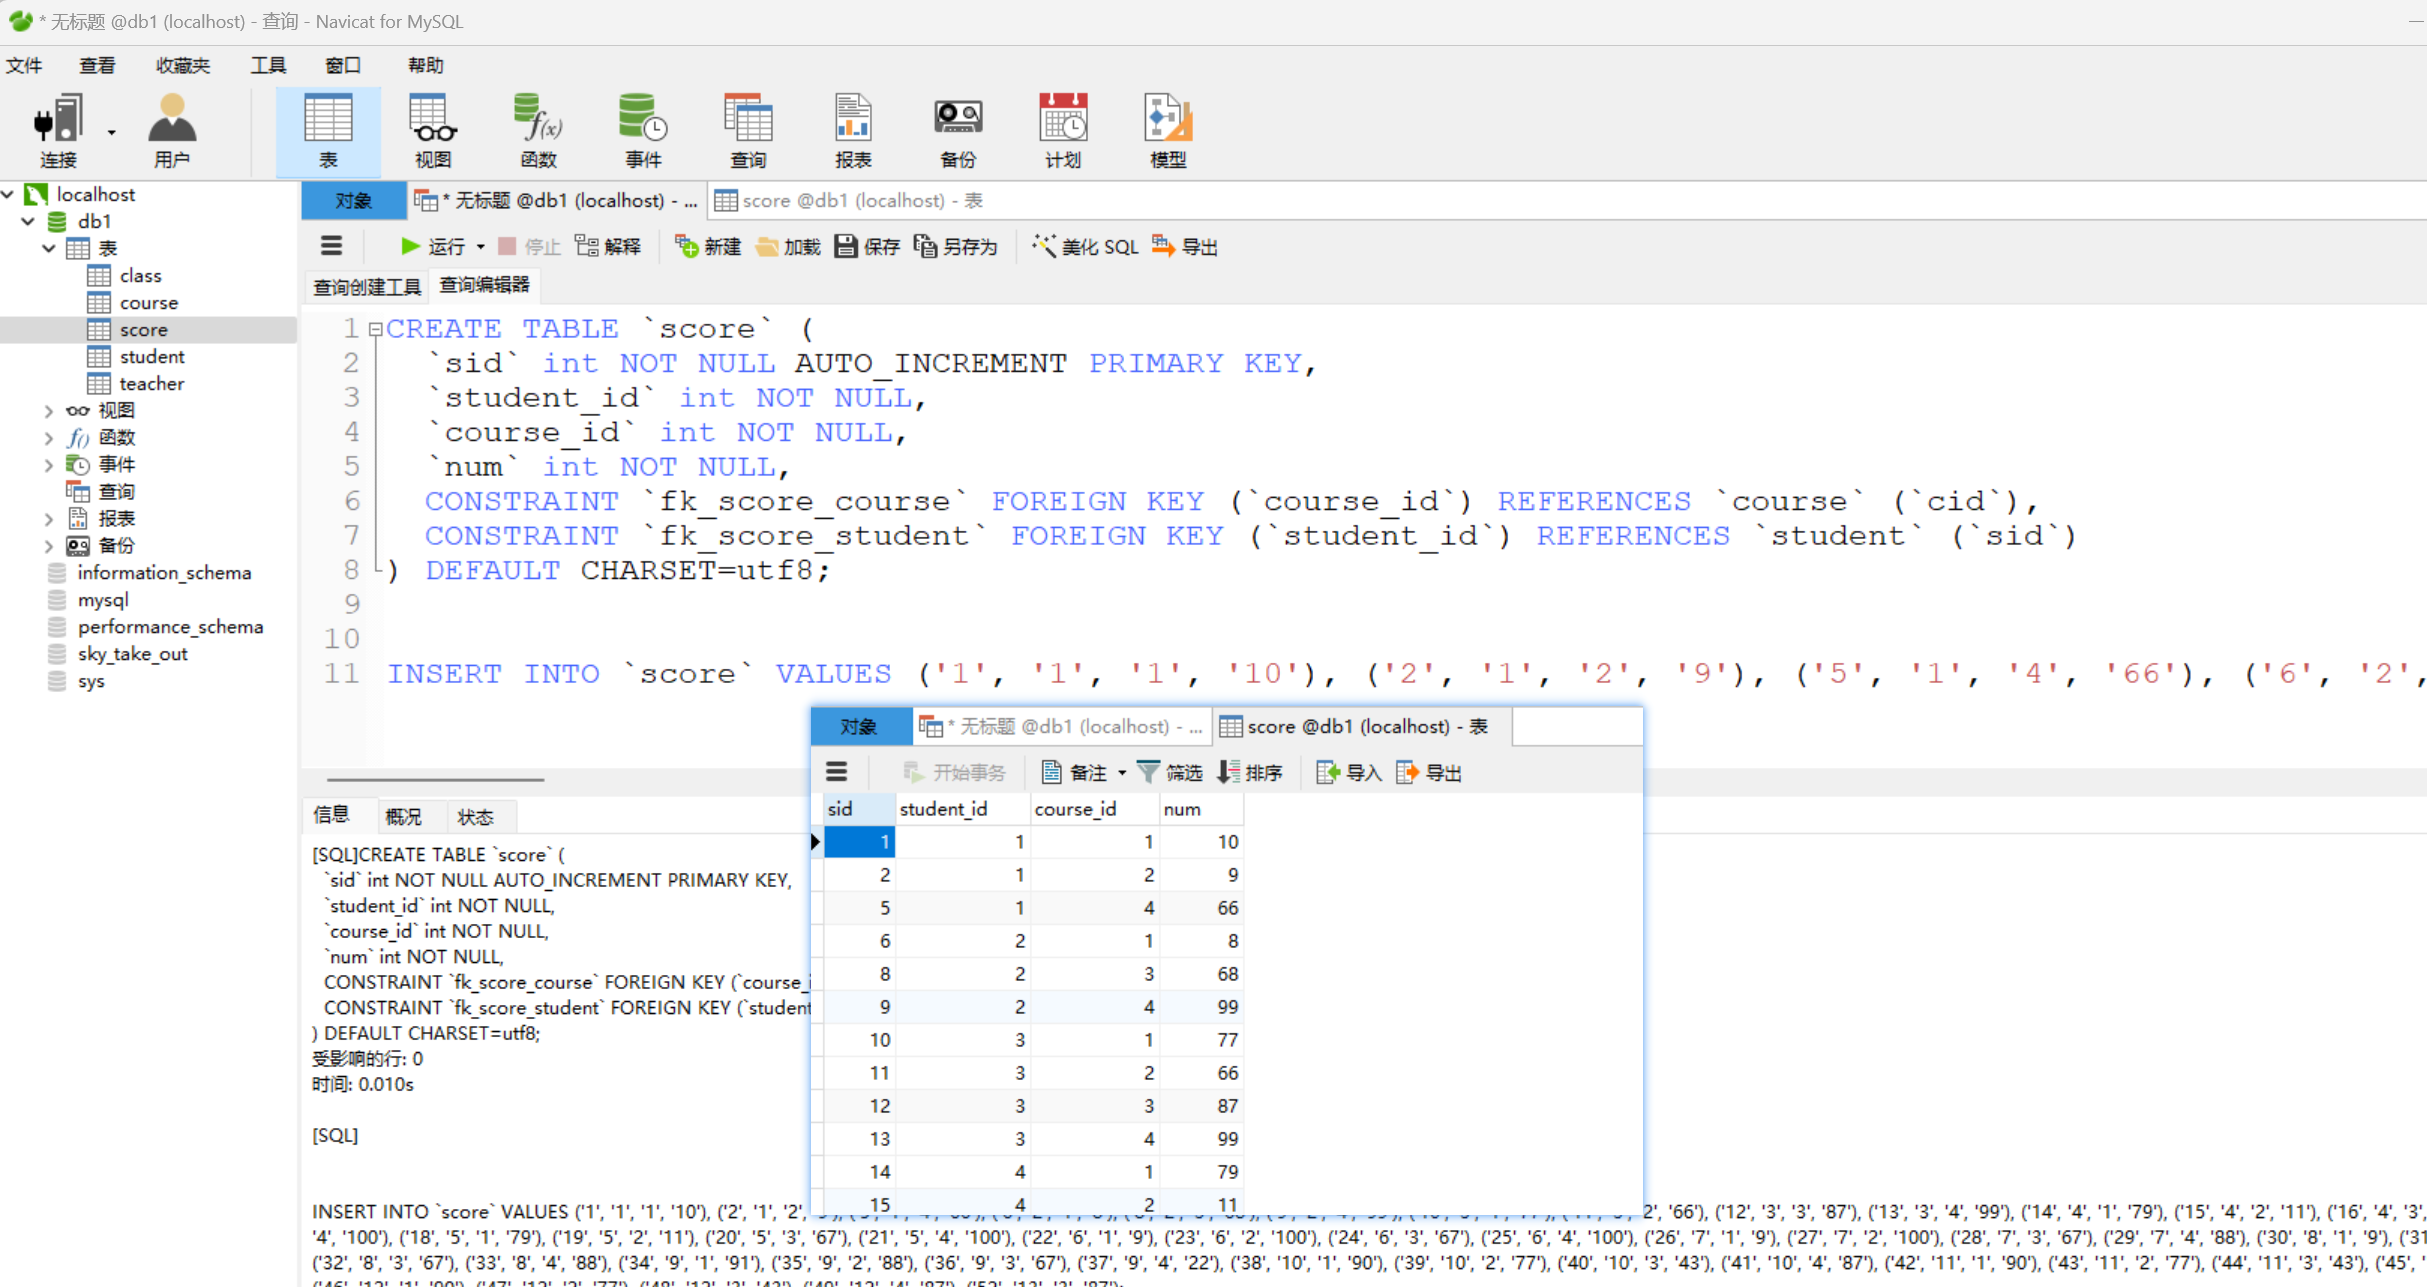 * 无标题 @db1 (localhost) - 查询 - Navicat for MySQL
文件 查看 收藏夹 工具 窗口 帮助
连接 用户 表 视图 函数 事件 查询 报表 备份 计划 模型
localhost
db1
表
class
course
score
student
teacher
视图
函数
事件
查询
报表
备份
information_schema
mysql
performance_schema
sky_take_out
sys
对象 * 无标题 @db1 (localhost) - ... score @db1 (localhost) - 表
运行 停止 解释 新建 加载 保存 另存为 美化 SQL 导出
查询创建工具 查询编辑器
1 CREATE TABLE `score` (
2 `sid` int NOT NULL AUTO_INCREMENT PRIMARY KEY,
3 `student_id` int NOT NULL,
4 `course_id` int NOT NULL,
5 `num` int NOT NULL,
6 CONSTRAINT `fk_score_course` FOREIGN KEY (`course_id`) REFERENCES `course` (`cid`),
7 CONSTRAINT `fk_score_student` FOREIGN KEY (`student_id`) REFERENCES `student` (`sid`)
8 ) DEFAULT CHARSET=utf8;
9
10
11 INSERT INTO `score` VALUES ('1', '1', '1', '10'), ('2', '1', '2', '9'), ('5', '1', '4', '66'), ('6', '2',
对象 * 无标题 @db1 (localhost) - ... score @db1 (localhost) - 表
开始事务 备注 筛选 排序 导入 导出
sid student_id course_id num
1 1 1 10
2 1 2 9
5 1 4 66
6 2 1 8
8 2 3 68
9 2 4 99
10 3 1 77
11 3 2 66
12 3 3 87
13 3 4 99
14 4 1 79
15 4 2 11
信息 概况 状态
[SQL]CREATE TABLE `score` (
`sid` int NOT NULL AUTO_INCREMENT PRIMARY KEY,
`student_id` int NOT NULL,
`course_id` int NOT NULL,
`num` int NOT NULL,
CONSTRAINT `fk_score_course` FOREIGN KEY (`course_i
CONSTRAINT `fk_score_student` FOREIGN KEY (`student
) DEFAULT CHARSET=utf8;
受影响的行: 0
时间: 0.010s
[SQL]
INSERT INTO `score` VALUES ('1', '1', '1', '10'), ('2', '1', '2', '66'), ('12', '3', '3', '87'), ('13', '3', '4', '99'), ('14', '4', '1', '79'), ('15', '4', '2', '11'), ('16', '4', '3',
'4', '100'), ('18', '5', '1', '79'), ('19', '5', '2', '11'), ('20', '5', '3', '67'), ('21', '5', '4', '100'), ('22', '6', '1', '9'), ('23', '6', '2', '100'), ('24', '6', '3', '67'), ('25', '6', '4', '100'), ('26', '7', '1', '9'), ('27', '7', '2', '100'), ('28', '7', '3', '67'), ('29', '7', '4', '88'), ('30', '8', '1', '9'), ('31
('32', '8', '3', '67'), ('33', '8', '4', '88'), ('34', '9', '1', '91'), ('35', '9', '2', '88'), ('36', '9', '3', '67'), ('37', '9', '4', '22'), ('38', '10', '1', '90'), ('39', '10', '2', '77'), ('40', '10', '3', '43'), ('41', '10', '4', '87'), ('42', '11', '1', '90'), ('43', '11', '2', '77'), ('44', '11', '3', '43'), ('45',